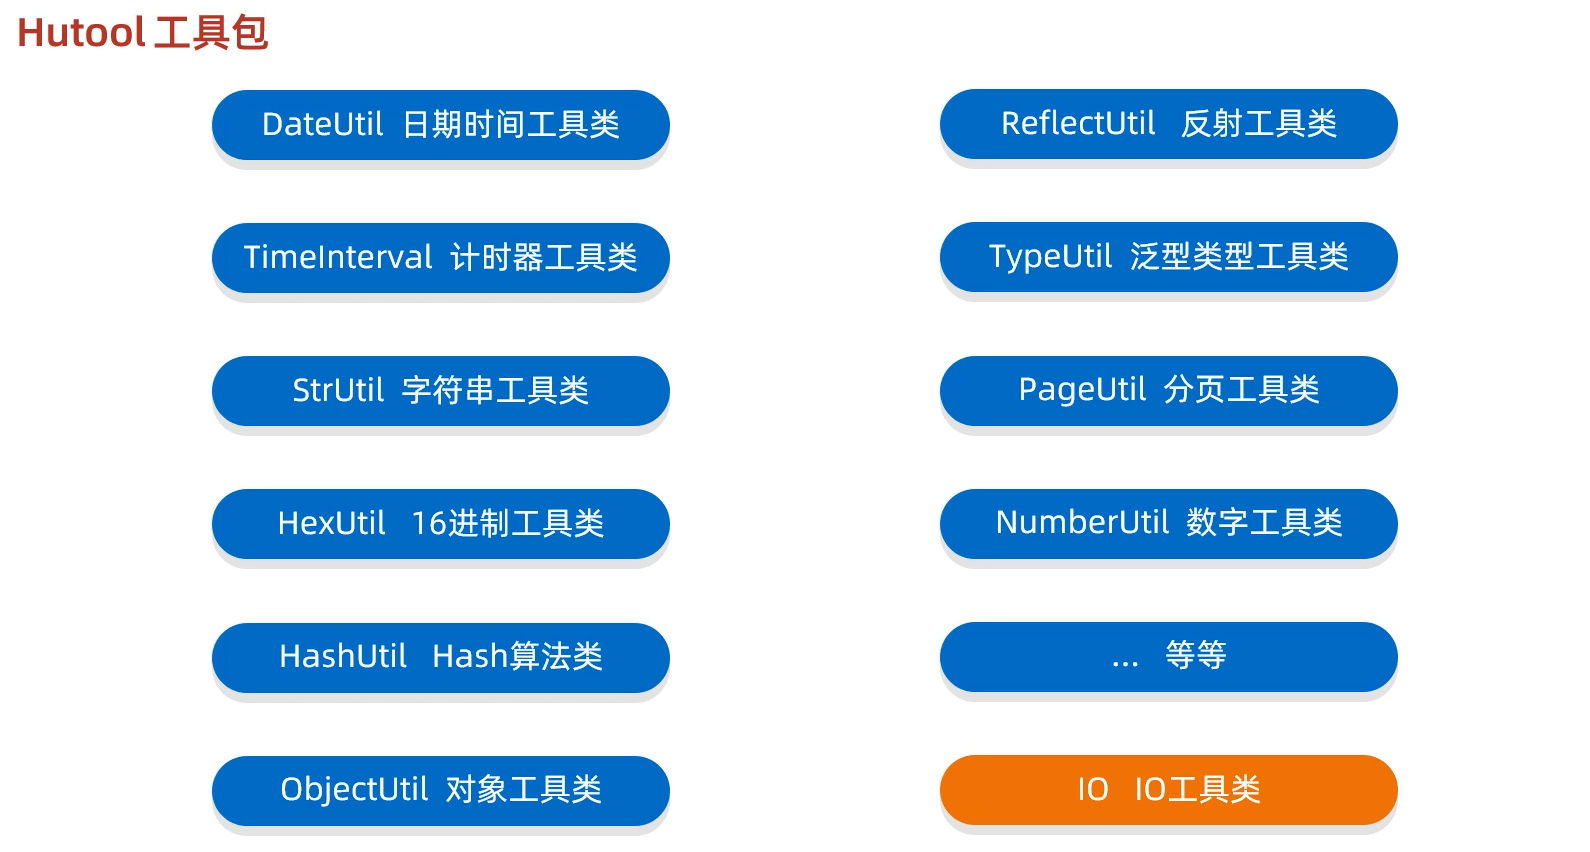 Hutool 工具包
DateUtil 日期时间工具类
TimeInterval 计时器工具类
StrUtil 字符串工具类
HexUtil 16进制工具类
HashUtil Hash算法类
ObjectUtil 对象工具类
ReflectUtil 反射工具类
TypeUtil 泛型类型工具类
PageUtil 分页工具类
NumberUtil 数字工具类
... 等等
IO IO工具类